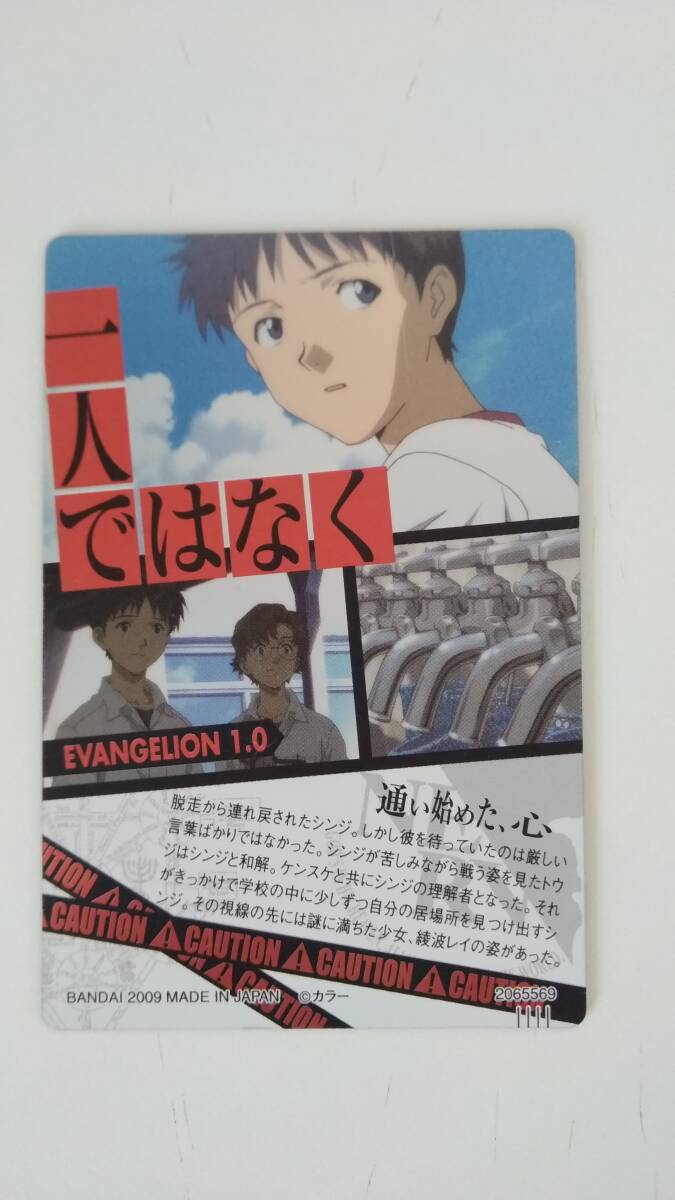 一
人
ではなく
EVANGELION 1.0
通い始めた、心
脱走から連れ戻されたシンジ。しかし彼を待っていたのは厳しい
言葉ばかりではなかった。シンジが苦しみながら戦う姿を見たトウ
ジはシンジと和解。ケンスケと共にシンジの理解者となった。それ
がきっかけで学校の中に少しずつ自分の居場所を見つけ出すシ
ンジ。その視線の先には謎に満ちた少女、綾波レイの姿があった。
CAUTION
CAUTION CAUTION CAUTION CAUTION
CAUTION
BANDAI 2009 MADE IN JAPAN ©カラー
2065569